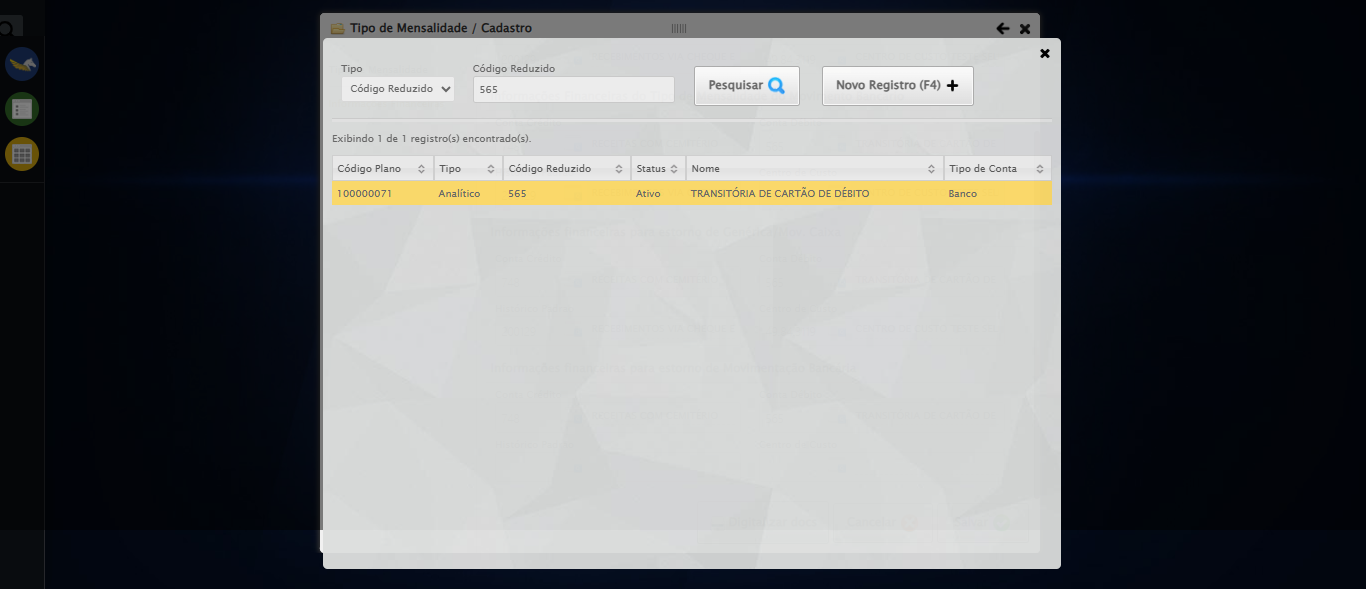 Tipo de Mensalidade / Cadastro
Tipo Código Reduzido
Código Reduzido 565 Pesquisar Novo Registro (F4)
Exibindo 1 de 1 registro(s) encontrado(s).
Código Plano Tipo Código Reduzido Status Nome Tipo de Conta
100000071 Analítico 565 Ativo TRANSITÓRIA DE CARTÃO DE DÉBITO Banco